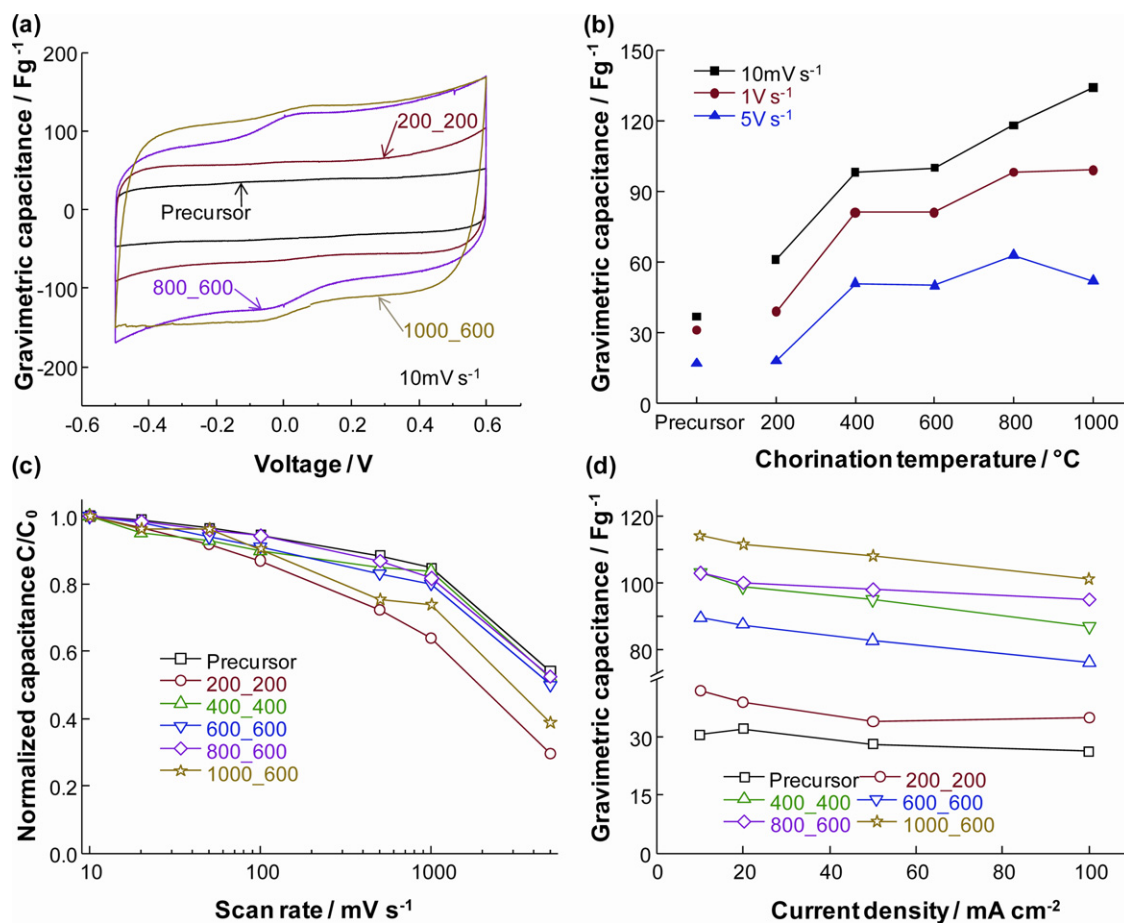 (a)
Gravimetric capacitance / Fg⁻¹
200
100
0
-100
-200
200_200
Precursor
800_600
1000_600
10mV s⁻¹
-0.6 -0.4 -0.2 0.0 0.2 0.4 0.6
Voltage / V
(b)
Gravimetric capacitance / Fg⁻¹
150
120
90
60
30
0
10mV s⁻¹
1V s⁻¹
5V s⁻¹
Precursor 200 400 600 800 1000
Chorination temperature / °C
(c)
Normalized capacitance C/C₀
1.0
0.8
0.6
0.4
0.2
0.0
Precursor
200_200
400_400
600_600
800_600
1000_600
10 100 1000
Scan rate / mV s⁻¹
(d)
Gravimetric capacitance / Fg⁻¹
120
100
80
30
15
Precursor 200_200
400_400 600_600
800_600 1000_600
0 20 40 60 80 100
Current density / mA cm⁻²